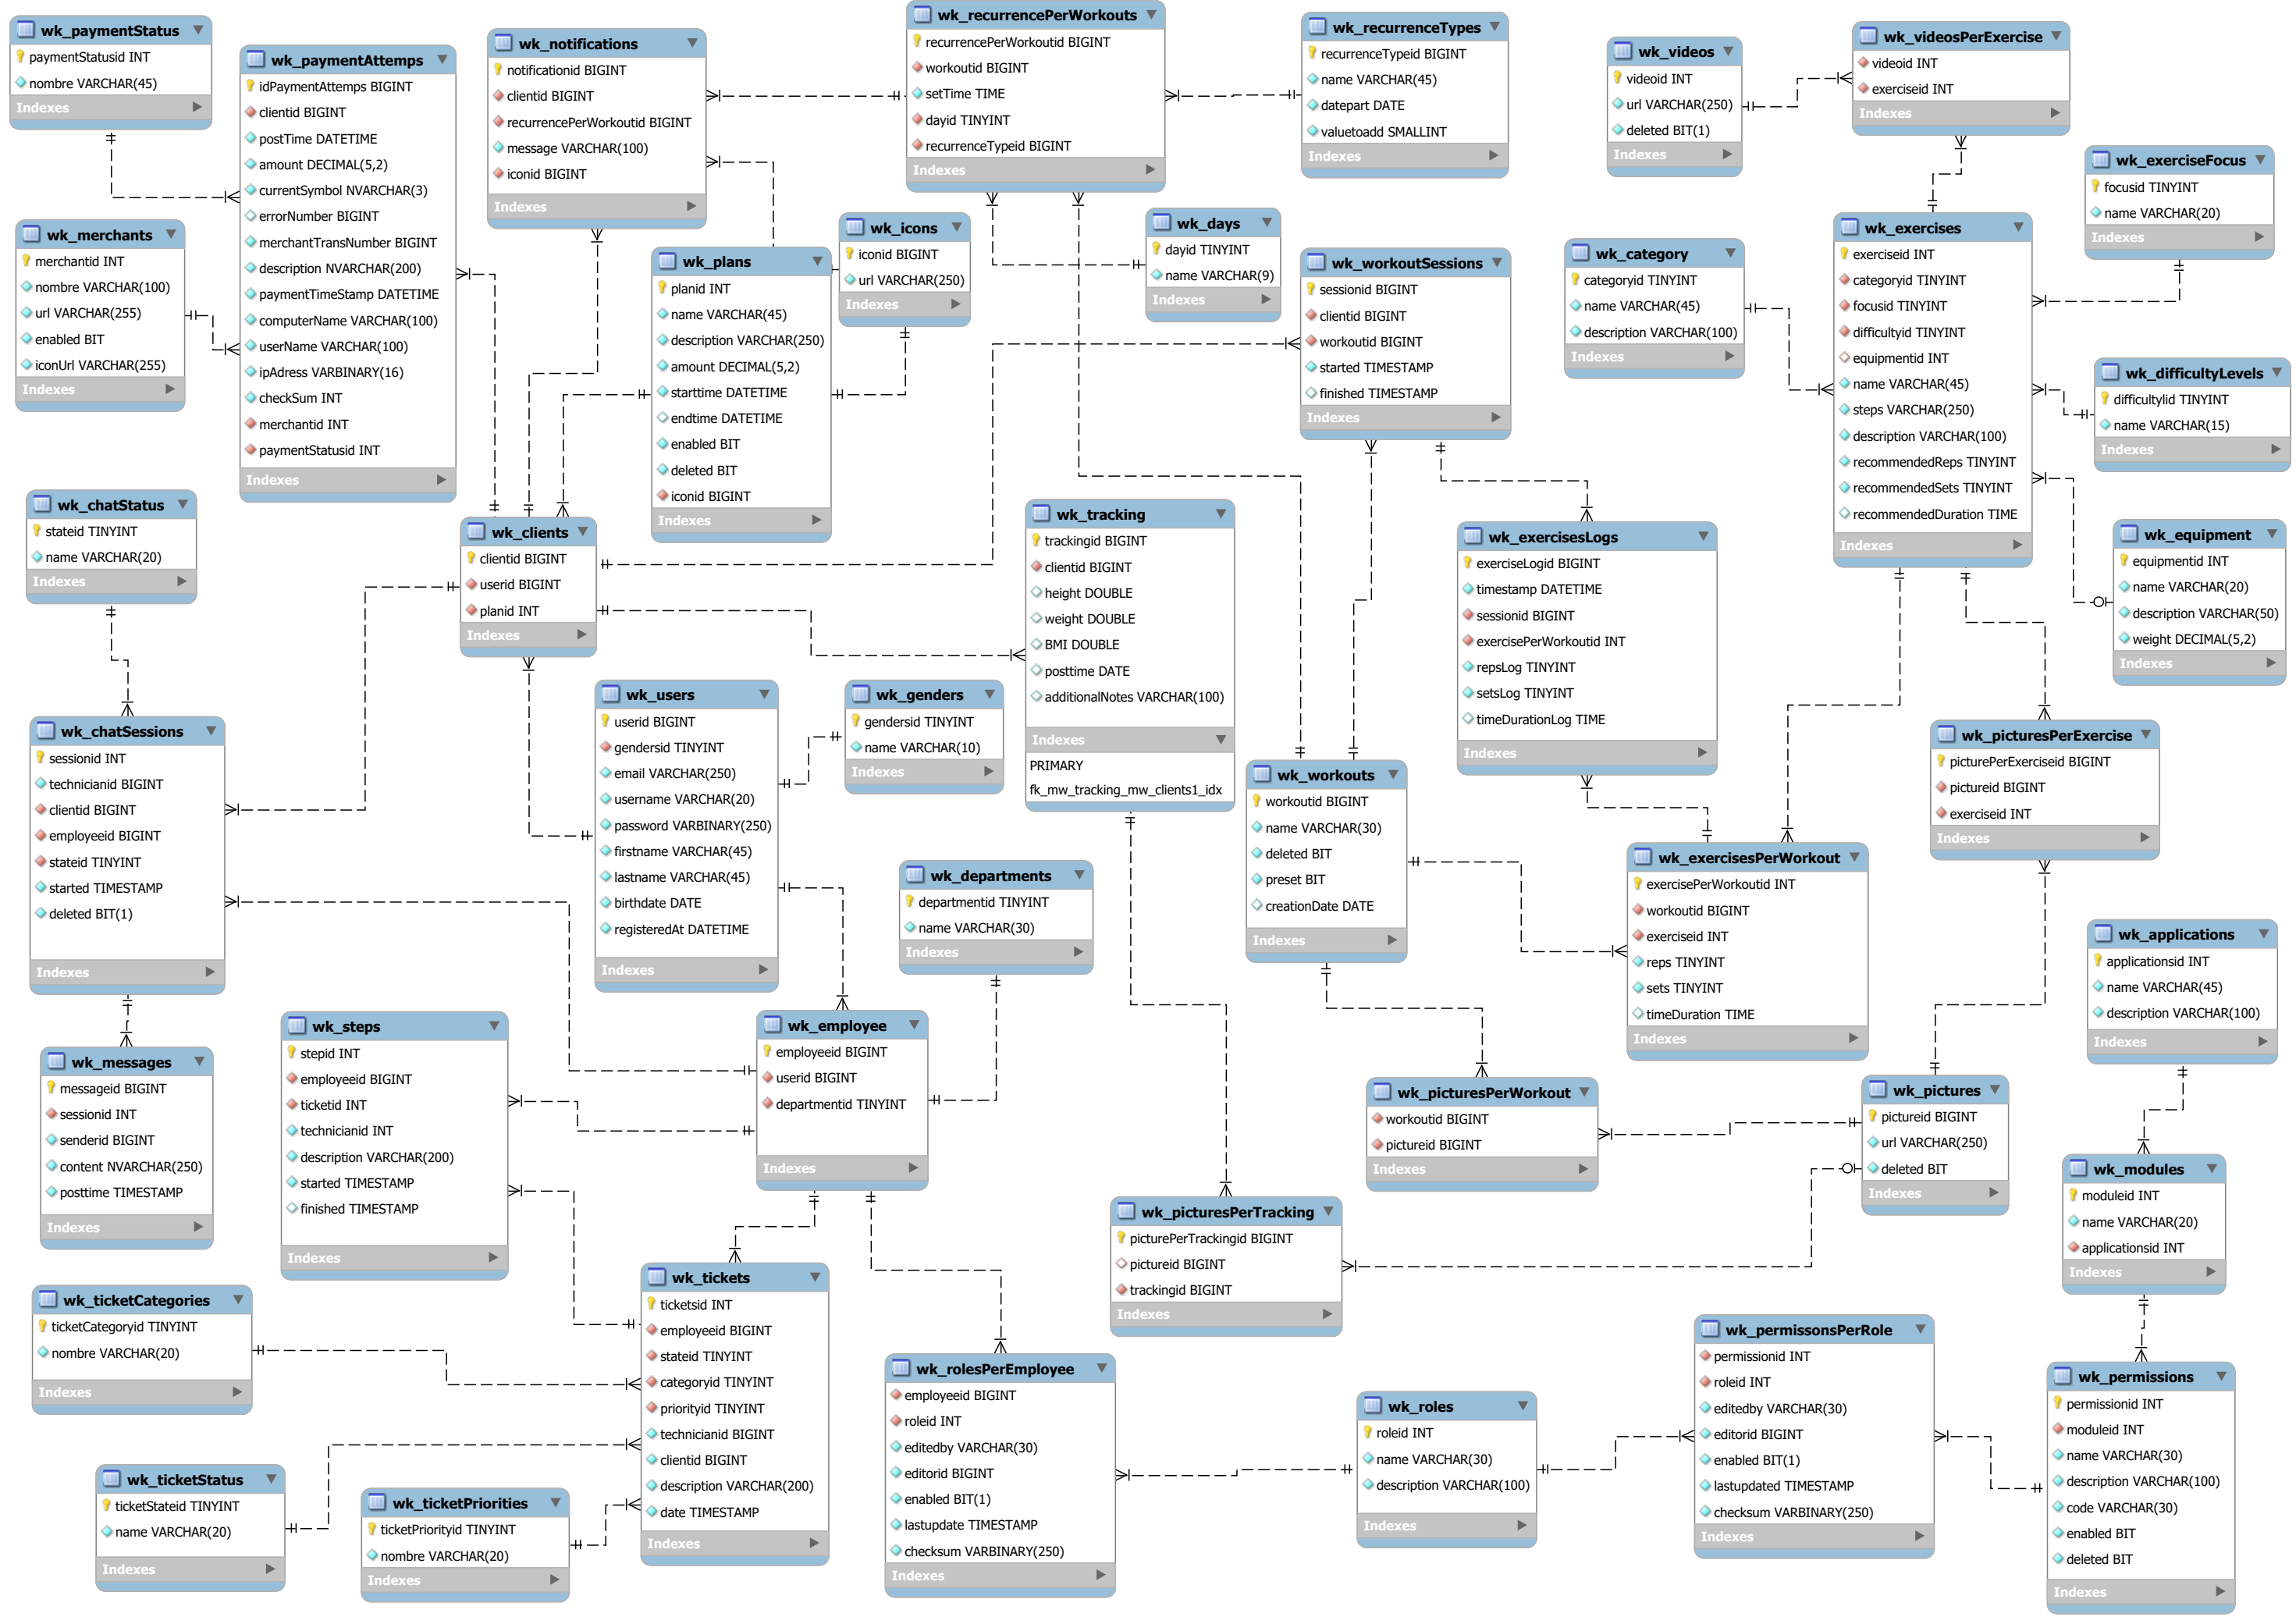 wk_paymentStatus
paymentStatusid INT
nombre VARCHAR(45)
Indexes
wk_paymentAttemps
idPaymentAttemps BIGINT
clientid BIGINT
postTime DATETIME
amount DECIMAL(5,2)
currentSymbol NVARCHAR(3)
errorNumber BIGINT
merchantTransNumber BIGINT
description NVARCHAR(200)
paymentTimeStamp DATETIME
computerName VARCHAR(100)
userName VARCHAR(100)
ipAdress VARBINARY(16)
checkSum INT
merchantid INT
paymentStatusid INT
Indexes
wk_notifications
notificationid BIGINT
clientid BIGINT
recurrencePerWorkoutid BIGINT
message VARCHAR(100)
iconid BIGINT
Indexes
wk_recurrencePerWorkouts
recurrencePerWorkoutid BIGINT
workoutid BIGINT
setTime TIME
dayid TINYINT
recurrenceTypeid BIGINT
Indexes
wk_recurrenceTypes
recurrenceTypeid BIGINT
name VARCHAR(45)
datepart DATE
valuetoadd SMALLINT
Indexes
wk_videos
videoid INT
url VARCHAR(250)
deleted BIT(1)
Indexes
wk_videosPerExercise
videoid INT
exerciseid INT
Indexes
wk_exerciseFocus
focusid TINYINT
name VARCHAR(20)
Indexes
wk_merchants
merchantid INT
nombre VARCHAR(100)
url VARCHAR(255)
enabled BIT
iconUrl VARCHAR(255)
Indexes
wk_plans
planid INT
name VARCHAR(45)
description VARCHAR(250)
amount DECIMAL(5,2)
starttime DATETIME
endtime DATETIME
enabled BIT
deleted BIT
iconid BIGINT
Indexes
wk_icons
iconid BIGINT
url VARCHAR(250)
Indexes
wk_days
dayid TINYINT
name VARCHAR(9)
Indexes
wk_workoutSessions
sessionid BIGINT
clientid BIGINT
workoutid BIGINT
started TIMESTAMP
finished TIMESTAMP
Indexes
wk_category
categoryid TINYINT
name VARCHAR(45)
description VARCHAR(100)
Indexes
wk_exercises
exerciseid INT
categoryid TINYINT
focusid TINYINT
difficultyid TINYINT
equipmentid INT
name VARCHAR(45)
steps VARCHAR(250)
description VARCHAR(100)
recommendedReps TINYINT
recommendedSets TINYINT
recommendedDuration TIME
Indexes
wk_difficultyLevels
difficultylid TINYINT
name VARCHAR(15)
Indexes
wk_equipment
equipmentid INT
name VARCHAR(20)
description VARCHAR(50)
weight DECIMAL(5,2)
Indexes
wk_chatStatus
stateid TINYINT
name VARCHAR(20)
Indexes
wk_clients
clientid BIGINT
userid BIGINT
planid INT
Indexes
wk_tracking
trackingid BIGINT
clientid BIGINT
height DOUBLE
weight DOUBLE
BMI DOUBLE
posttime DATE
additionalNotes VARCHAR(100)
Indexes
PRIMARY
fk_mw_tracking_mw_clients1_idx
wk_exercisesLogs
exerciseLogid BIGINT
timestamp DATETIME
sessionid BIGINT
exercisePerWorkoutid INT
repsLog TINYINT
setsLog TINYINT
timeDurationLog TIME
Indexes
wk_chatSessions
sessionid INT
technicianid BIGINT
clientid BIGINT
employeeid BIGINT
stateid TINYINT
started TIMESTAMP
deleted BIT(1)
Indexes
wk_users
userid BIGINT
gendersid TINYINT
email VARCHAR(250)
username VARCHAR(20)
password VARBINARY(250)
firstname VARCHAR(45)
lastname VARCHAR(45)
birthdate DATE
registeredAt DATETIME
Indexes
wk_genders
gendersid TINYINT
name VARCHAR(10)
Indexes
wk_workouts
workoutid BIGINT
name VARCHAR(30)
deleted BIT
preset BIT
creationDate DATE
Indexes
wk_picturesPerExercise
picturePerExerciseid BIGINT
pictureid BIGINT
exerciseid INT
Indexes
wk_exercisesPerWorkout
exercisePerWorkoutid INT
workoutid BIGINT
exerciseid INT
reps TINYINT
sets TINYINT
timeDuration TIME
Indexes
wk_departments
departmentid TINYINT
name VARCHAR(30)
Indexes
wk_applications
applicationsid INT
name VARCHAR(45)
description VARCHAR(100)
Indexes
wk_messages
messageid BIGINT
sessionid INT
senderid BIGINT
content NVARCHAR(250)
posttime TIMESTAMP
Indexes
wk_steps
stepid INT
employeeid BIGINT
ticketid INT
technicianid INT
description VARCHAR(200)
started TIMESTAMP
finished TIMESTAMP
Indexes
wk_employee
employeeid BIGINT
userid BIGINT
departmentid TINYINT
Indexes
wk_picturesPerWorkout
workoutid BIGINT
pictureid BIGINT
Indexes
wk_pictures
pictureid BIGINT
url VARCHAR(250)
deleted BIT
Indexes
wk_modules
moduleid INT
name VARCHAR(20)
applicationsid INT
Indexes
wk_picturesPerTracking
picturePerTrackingid BIGINT
pictureid BIGINT
trackingid BIGINT
Indexes
wk_ticketCategories
ticketCategoryid TINYINT
nombre VARCHAR(20)
Indexes
wk_tickets
ticketsid INT
employeeid BIGINT
stateid TINYINT
categoryid TINYINT
priorityid TINYINT
technicianid BIGINT
clientid BIGINT
description VARCHAR(200)
date TIMESTAMP
Indexes
wk_rolesPerEmployee
employeeid BIGINT
roleid INT
editedby VARCHAR(30)
editorid BIGINT
enabled BIT(1)
lastupdate TIMESTAMP
checksum VARBINARY(250)
Indexes
wk_roles
roleid INT
name VARCHAR(30)
description VARCHAR(100)
Indexes
wk_permissonsPerRole
permissionid INT
roleid INT
editedby VARCHAR(30)
editorid BIGINT
enabled BIT(1)
lastupdated TIMESTAMP
checksum VARBINARY(250)
Indexes
wk_permissions
permissionid INT
moduleid INT
name VARCHAR(30)
description VARCHAR(100)
code VARCHAR(30)
enabled BIT
deleted BIT
Indexes
wk_ticketStatus
ticketStateid TINYINT
name VARCHAR(20)
Indexes
wk_ticketPriorities
ticketPriorityid TINYINT
nombre VARCHAR(20)
Indexes